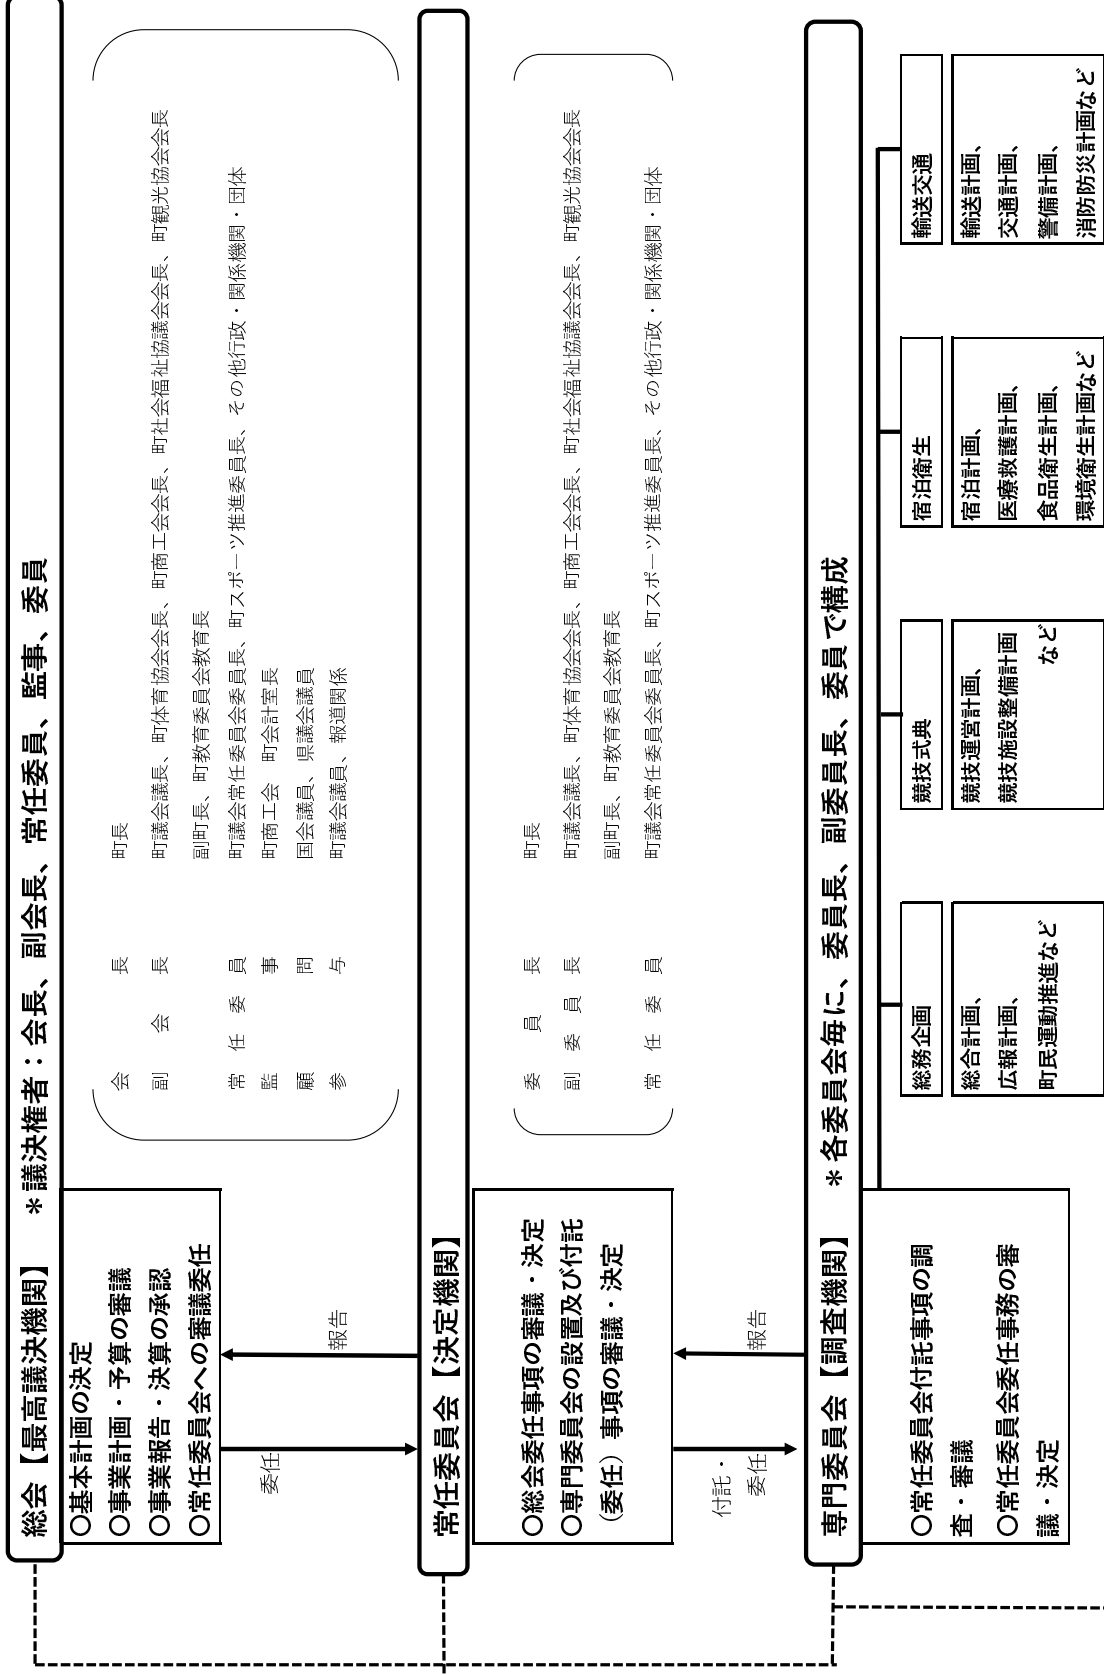 総会【最高議決機関】　＊議決権者：会長、副会長、常任委員、監事、委員
〇基本計画の決定
〇事業計画・予算の審議
〇事業報告・決算の承認
〇常任委員会への審議委任
会長　町長
副会長　町議会議長、町体育協会会長、町商工会会長、町社会福祉協議会会長、町観光協会会長
副町長、町教育委員会教育長
常任委員　町議会常任委員会委員長、町スポーツ推進委員長、その他行政・関係機関・団体
監事　町商工会　町会計室長
顧問　国会議員、県議会議員
参与　町議会議員、報道関係
委任
報告
常任委員会【決定機関】
〇総会委任事項の審議・決定
〇専門委員会の設置及び付託
（委任）事項の審議・決定
委員長　町長
副委員長　町議会議長、町体育協会会長、町商工会会長、町社会福祉協議会会長、町観光協会会長
副町長、町教育委員会教育長
常任委員　町議会常任委員会委員長、町スポーツ推進委員長、その他行政・関係機関・団体
付託・
委任
報告
専門委員会【調査機関】　＊各委員会毎に、委員長、副委員長、委員で構成
〇常任委員会付託事項の調
査・審議
〇常任委員会委任事務の審
議・決定
総務企画
総合計画、
広報計画、
町民運動推進など
競技式典
競技運営計画、
競技施設整備計画
など
宿泊衛生
宿泊計画、
医療救護計画、
食品衛生計画、
環境衛生計画など
輸送交通
輸送計画、
交通計画、
警備計画、
消防防災計画など